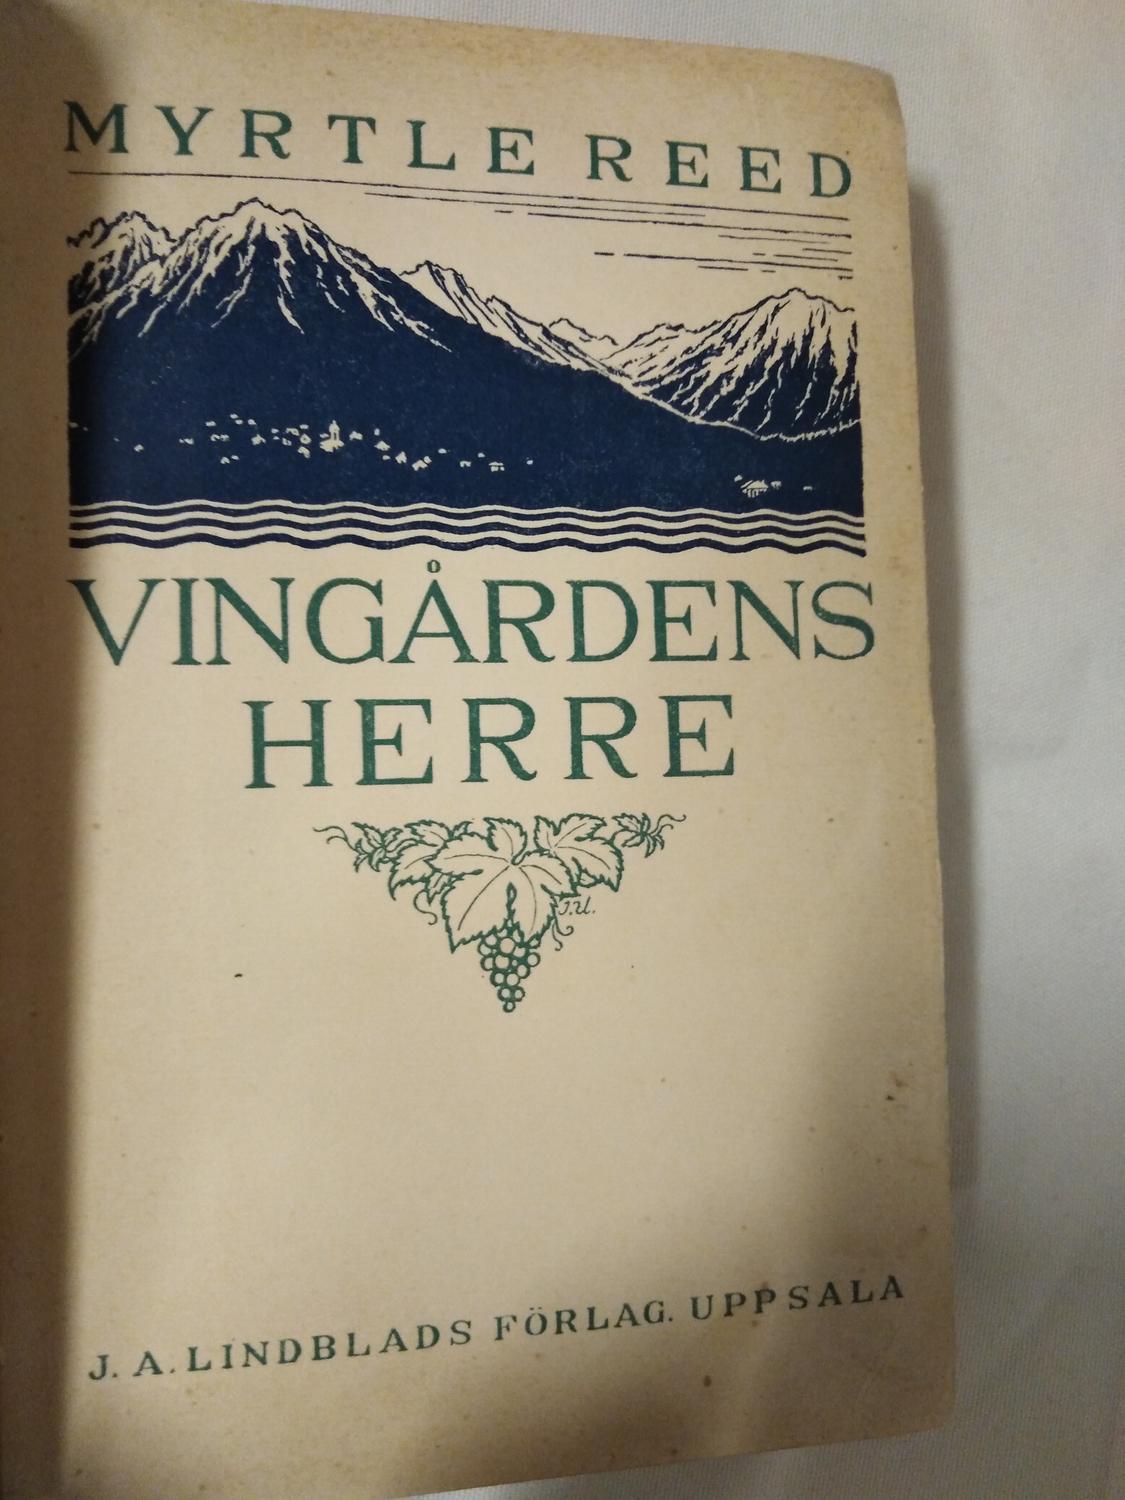 MYRTLE REED
VINGÅRDENS
HERRE
J.U.
J. A. LINDBLADS FÖRLAG. UPPSALA